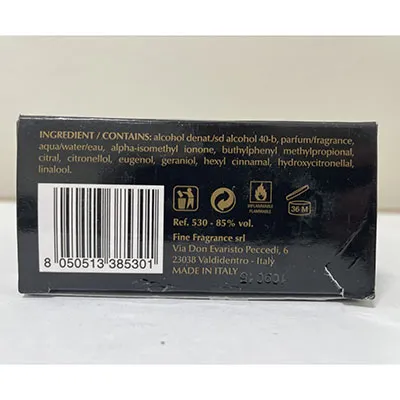 INGREDIENT / CONTAINS: alcohol denat./sd alcohol 40-b, parfum/fragrance,
aqua/water/eau, alpha-isomethyl ionone, buthylphenyl methylpropional,
citral, citronellol, eugenol, geraniol, hexyl cinnamal, hydroxycitronellal,
linalool.
INFLAMMABLE
FLAMMABLE
36 M
Ref. 530 - 85% vol.
Fine Fragrance srl
Via Don Evaristo Peccedi, 6
23038 Valdidentro - Italy
MADE IN ITALY
8 050513 385301